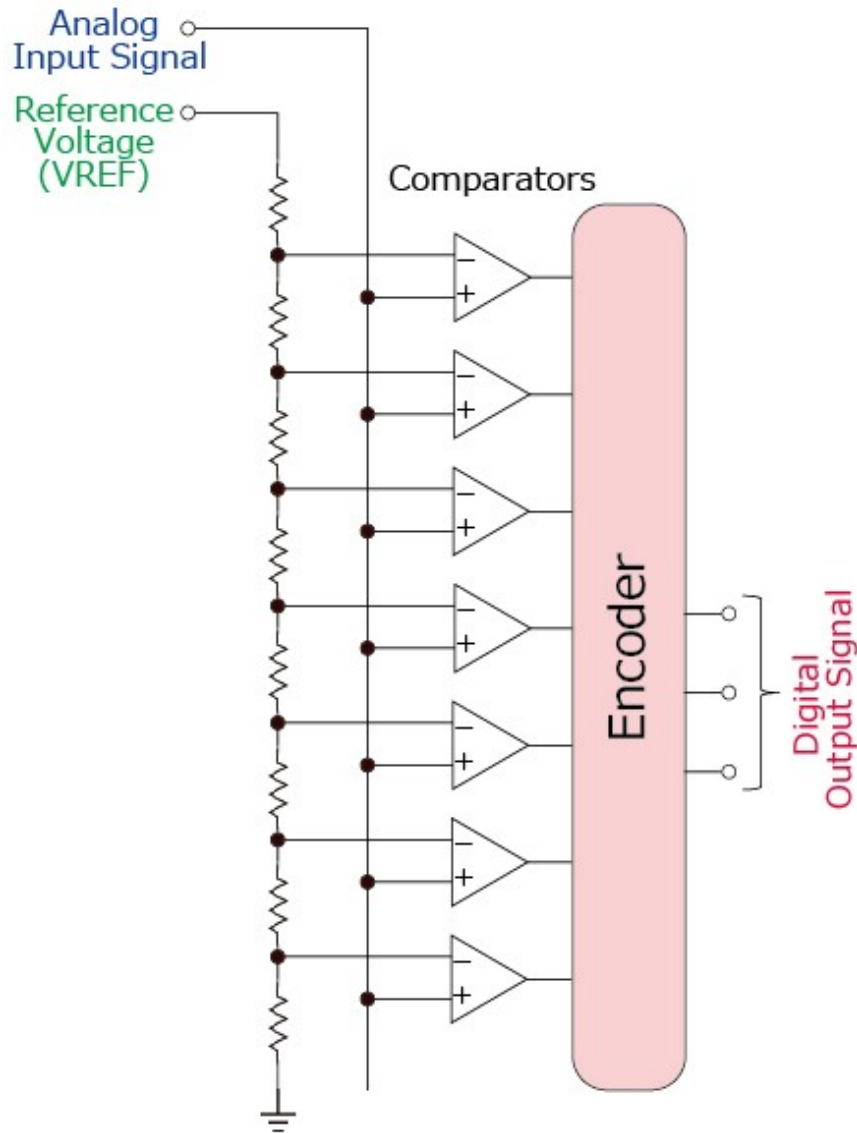 Analog
Input Signal
Reference
Voltage
(VREF)
Comparators
−
+
−
+
−
+
−
+
−
+
−
+
−
+
Encoder
Digital
Output Signal